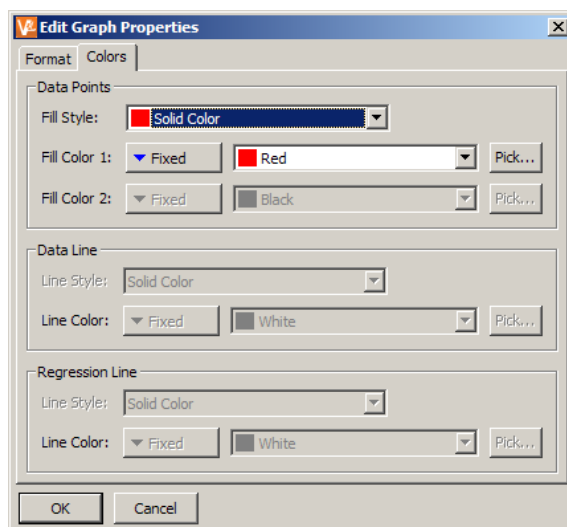 Edit Graph Properties
Format Colors
Data Points
Fill Style: Solid Color
Fill Color 1: Fixed Red Pick...
Fill Color 2: Fixed Black Pick...
Data Line
Line Style: Solid Color
Line Color: Fixed White Pick...
Regression Line
Line Style: Solid Color
Line Color: Fixed White Pick...
OK Cancel